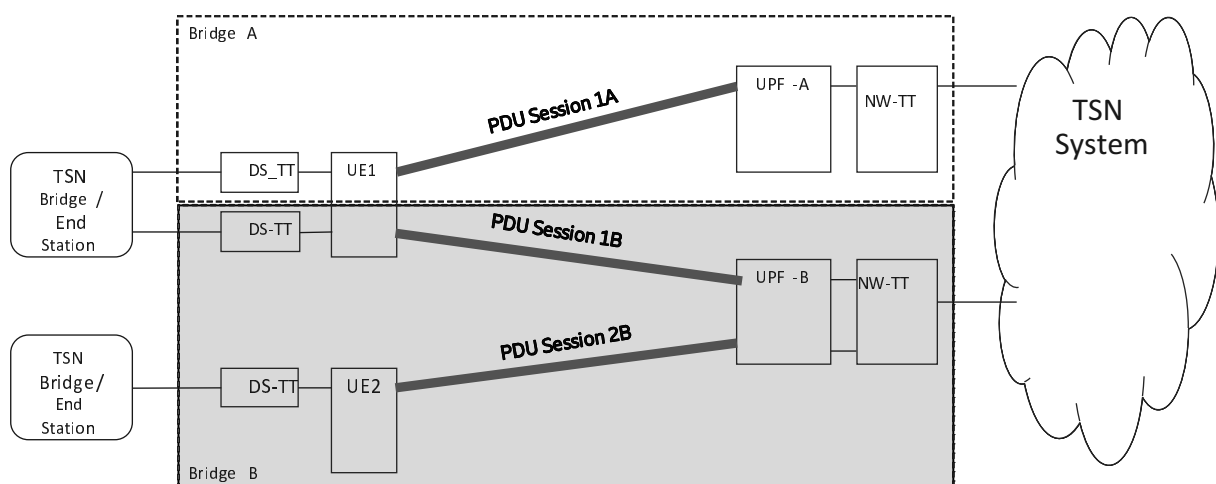 Bridge A
PDU Session 1A
UPF -A
NW-TT
TSN
System
TSN
Bridge /
End
Station
DS_TT
UE1
DS-TT
PDU Session 1B
UPF -B
NW-TT
PDU Session 2B
TSN
Bridge/
End
Station
DS-TT
UE2
Bridge B